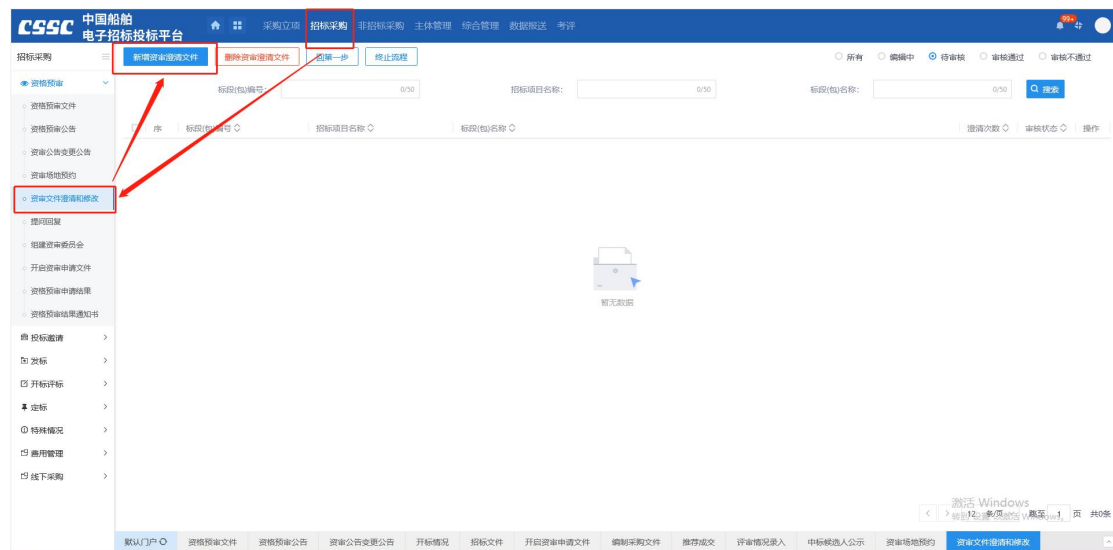 CSSC 中国船舶 电子招标投标平台
采购立项 招标采购 非招标采购 主体管理 综合管理 数据报送 考评 99+
招标采购
新增资审澄清文件 删除资审澄清文件 回第一步 终止流程 所有 编辑中 待审核 审核通过 审核不通过
标段(包)编号: 0/50 招标项目名称: 0/50 标段(包)名称: 0/50 搜索
序 标段(包)编号 招标项目名称 标段(包)名称 澄清次数 审核状态 操作
资格预审
资格预审文件
资格预审公告
资审公告变更公告
资审场地预约
资审文件澄清和修改
提问回复
组建资审委员会
开启资审申请文件
资格预审申请结果
资格预审结果通知书
投标邀请
发标
开标评标
定标
特殊情况
费用管理
线下采购
暂无数据
激活 Windows
12 条/页 跳至 1 页 共0条
默认门户 资格预审文件 资格预审公告 资审公告变更公告 开标情况 招标文件 开启资审申请文件 编制采购文件 推荐成交 评审情况录入 中标候选人公示 资审场地预约 资审文件澄清和修改